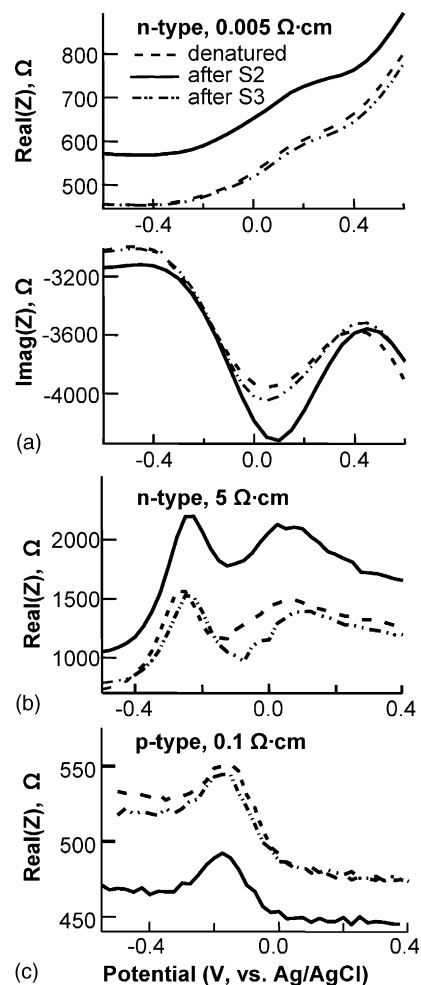 n-type, 0.005 Ω·cm
denatured
after S2
after S3
Real(Z), Ω
800
700
600
500
-0.4
0.0
0.4
Imag(Z), Ω
-3200
-3600
-4000
(a)
-0.4
0.0
0.4
n-type, 5 Ω·cm
Real(Z), Ω
2000
1500
1000
(b)
-0.4
-0.2
0.0
0.4
p-type, 0.1 Ω·cm
Real(Z), Ω
550
500
450
-0.4
-0.2
0
0.4
(c)
Potential (V, vs. Ag/AgCl)